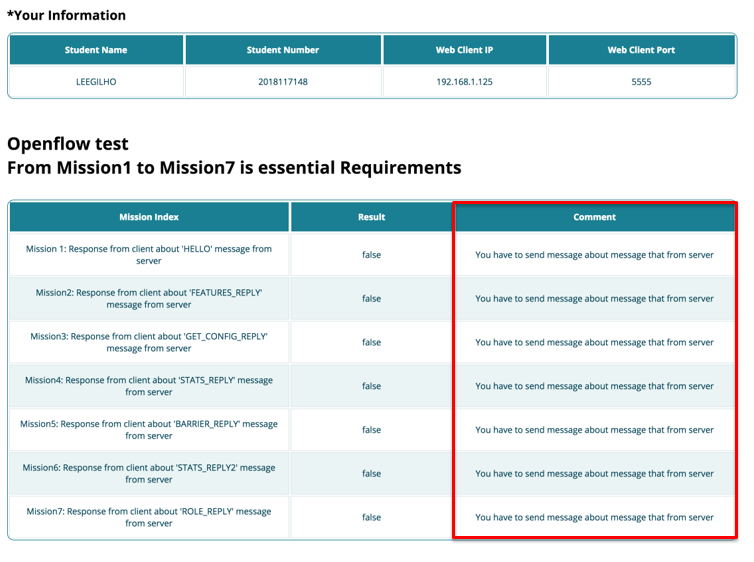 *Your Information
Student Name
Student Number
Web Client IP
Web Client Port
LEEGILHO
2018117148
192.168.1.125
5555
Openflow test
From Mission1 to Mission7 is essential Requirements
Mission Index
Result
Comment
Mission 1: Response from client about 'HELLO' message from
server
false
You have to send message about message that from server
Mission2: Response from client about 'FEATURES_REPLY'
message from server
false
You have to send message about message that from server
Mission3: Response from client about 'GET_CONFIG_REPLY'
message from server
false
You have to send message about message that from server
Mission4: Response from client about 'STATS_REPLY' message
from server
false
You have to send message about message that from server
Mission5: Response from client about 'BARRIER_REPLY' message
from server
false
You have to send message about message that from server
Mission6: Response from client about 'STATS_REPLY2' message
from server
false
You have to send message about message that from server
Mission7: Response from client about 'ROLE_REPLY' message
from server
false
You have to send message about message that from server